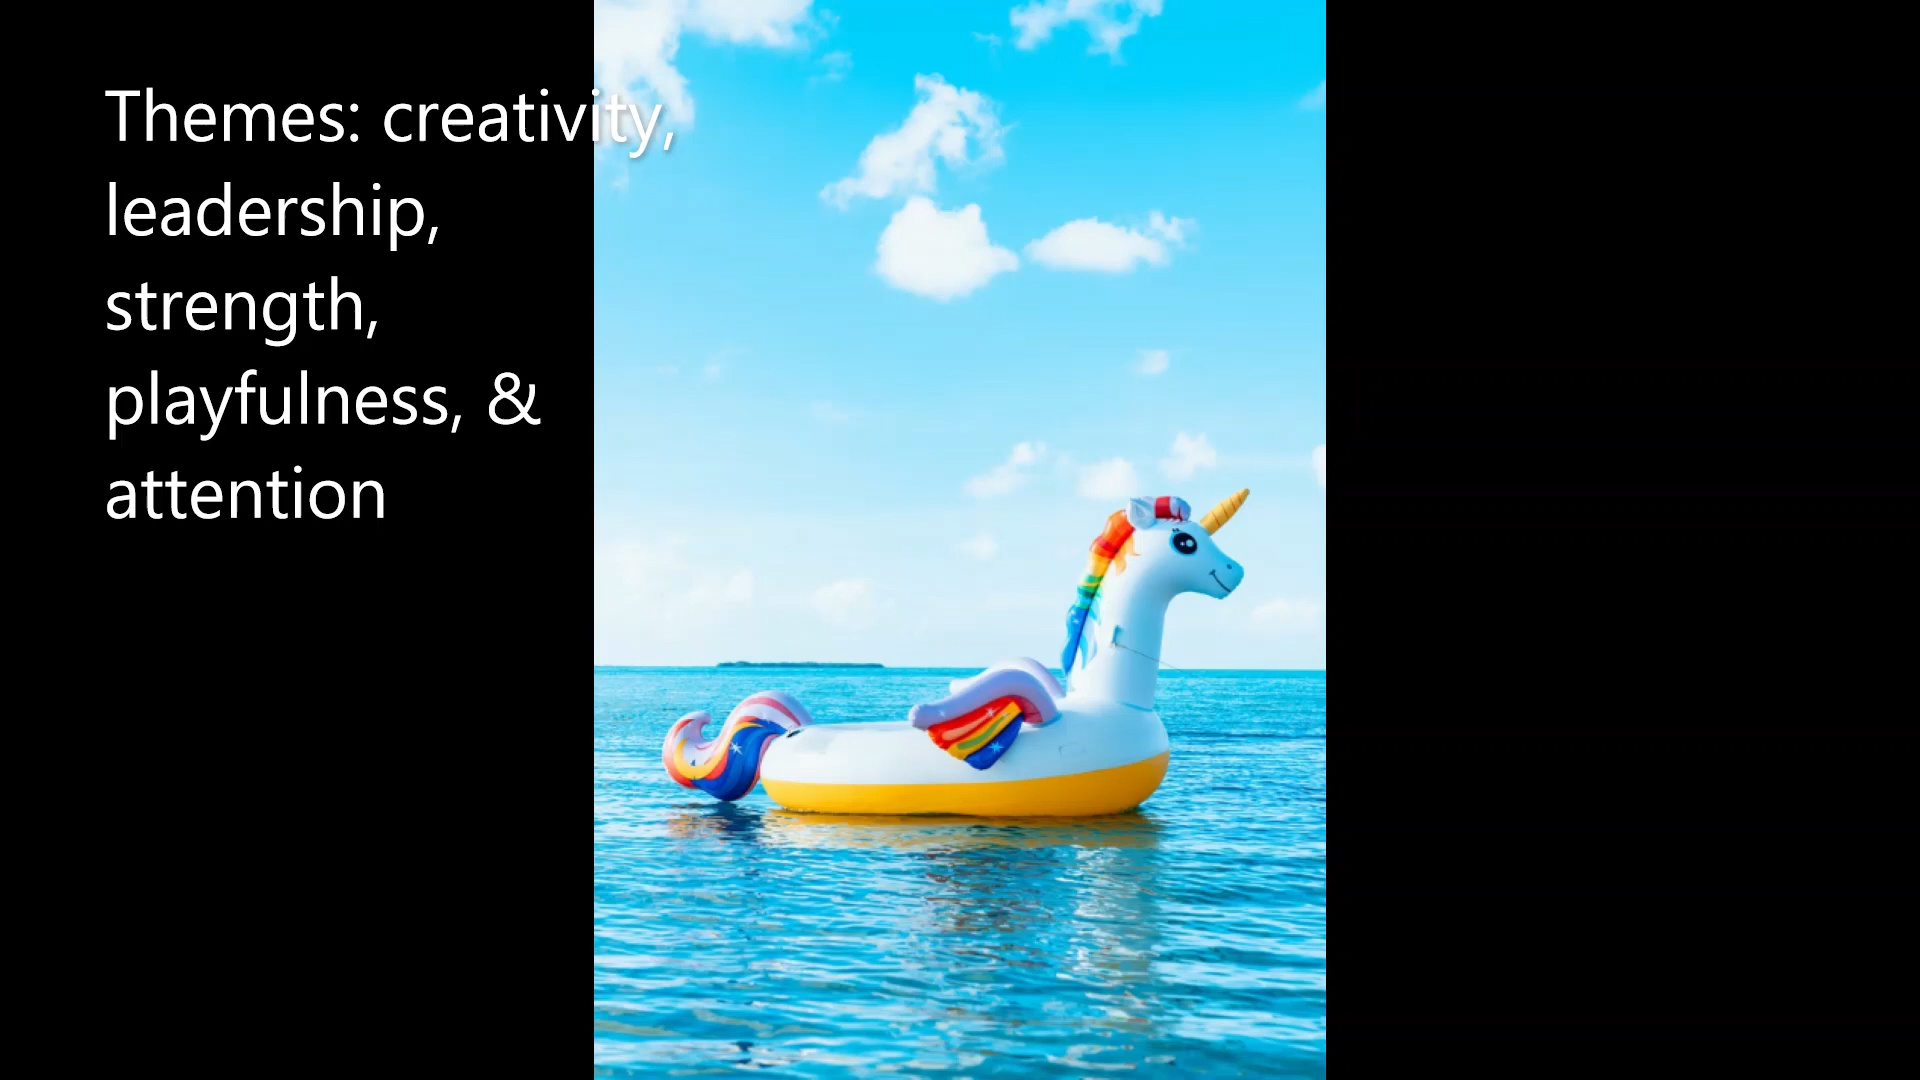 Themes: creativity,
leadership,
strength,
playfulness, &
attention